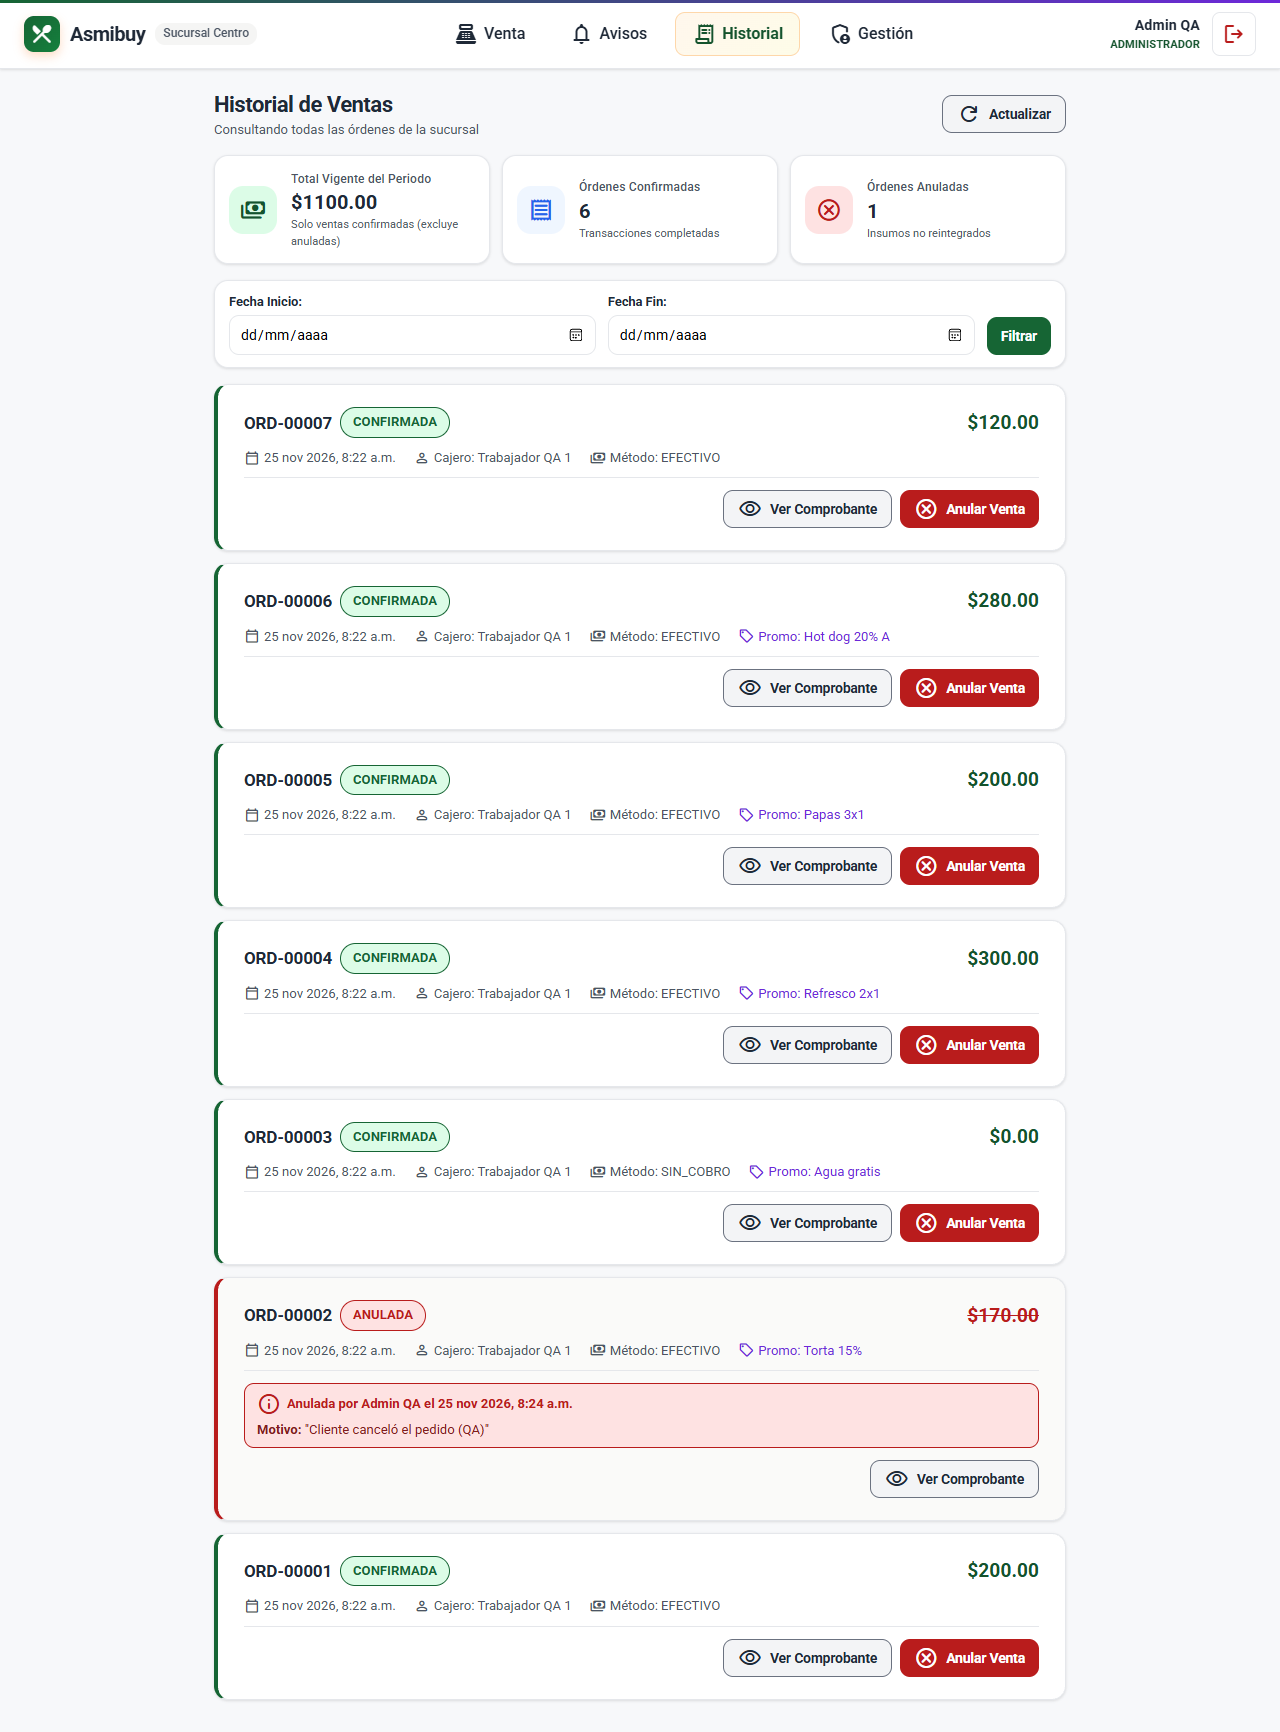 Asmibuy
Sucursal Centro
Venta
Avisos
Historial
Gestión
Admin QA
ADMINISTRADOR
Historial de Ventas
Consultando todas las órdenes de la sucursal
Actualizar
Total Vigente del Periodo
$1100.00
Solo ventas confirmadas (excluye
anuladas)
Órdenes Confirmadas
6
Transacciones completadas
Órdenes Anuladas
1
Insumos no reintegrados
Fecha Inicio:
dd/mm/aaaa
Fecha Fin:
dd/mm/aaaa
Filtrar
ORD-00007 CONFIRMADA $120.00
25 nov 2026, 8:22 a.m. Cajero: Trabajador QA 1 Método: EFECTIVO
Ver Comprobante Anular Venta
ORD-00006 CONFIRMADA $280.00
25 nov 2026, 8:22 a.m. Cajero: Trabajador QA 1 Método: EFECTIVO Promo: Hot dog 20% A
Ver Comprobante Anular Venta
ORD-00005 CONFIRMADA $200.00
25 nov 2026, 8:22 a.m. Cajero: Trabajador QA 1 Método: EFECTIVO Promo: Papas 3x1
Ver Comprobante Anular Venta
ORD-00004 CONFIRMADA $300.00
25 nov 2026, 8:22 a.m. Cajero: Trabajador QA 1 Método: EFECTIVO Promo: Refresco 2x1
Ver Comprobante Anular Venta
ORD-00003 CONFIRMADA $0.00
25 nov 2026, 8:22 a.m. Cajero: Trabajador QA 1 Método: SIN_COBRO Promo: Agua gratis
Ver Comprobante Anular Venta
ORD-00002 ANULADA $170.00
25 nov 2026, 8:22 a.m. Cajero: Trabajador QA 1 Método: EFECTIVO Promo: Torta 15%
Anulada por Admin QA el 25 nov 2026, 8:24 a.m.
Motivo: "Cliente canceló el pedido (QA)"
Ver Comprobante
ORD-00001 CONFIRMADA $200.00
25 nov 2026, 8:22 a.m. Cajero: Trabajador QA 1 Método: EFECTIVO
Ver Comprobante Anular Venta